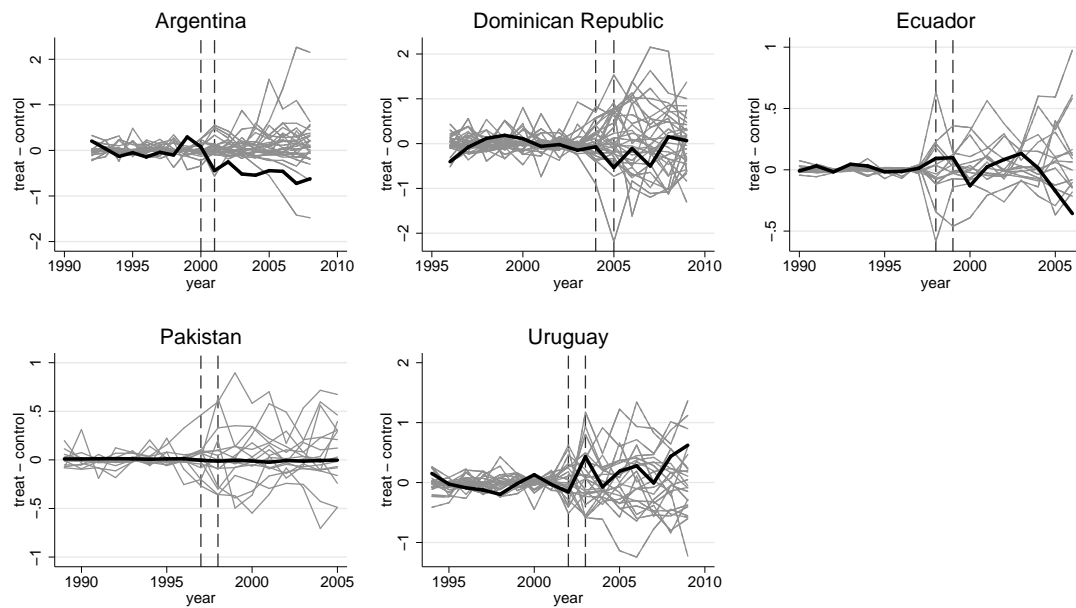 Argentina
treat − control
2
1
0
−1
−2
1990 1995 2000 2005 2010
year
Dominican Republic
treat − control
2
1
0
−1
−2
1995 2000 2005 2010
year
Ecuador
treat − control
1
.5
0
−.5
1990 1995 2000 2005
year
Pakistan
treat − control
1
.5
0
−.5
−1
1990 1995 2000 2005
year
Uruguay
treat − control
2
1
0
−1
1995 2000 2005 2010
year